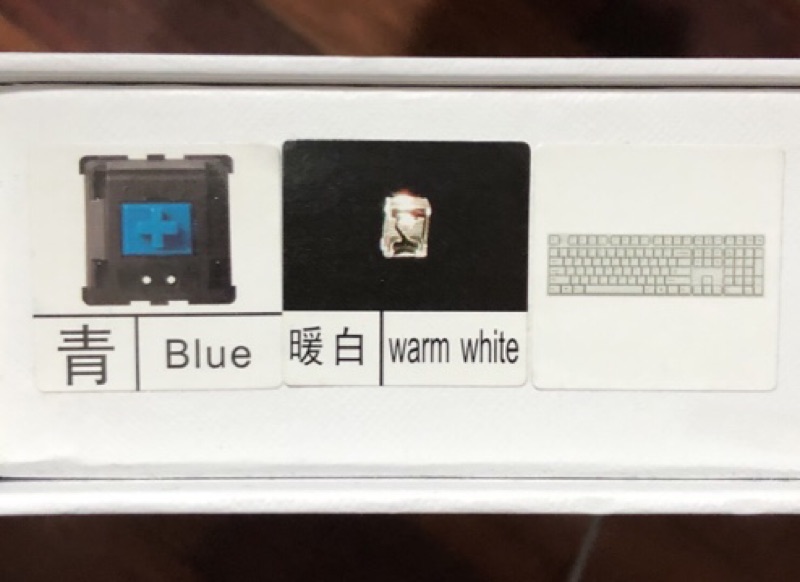 青 Blue
暖白 warm white